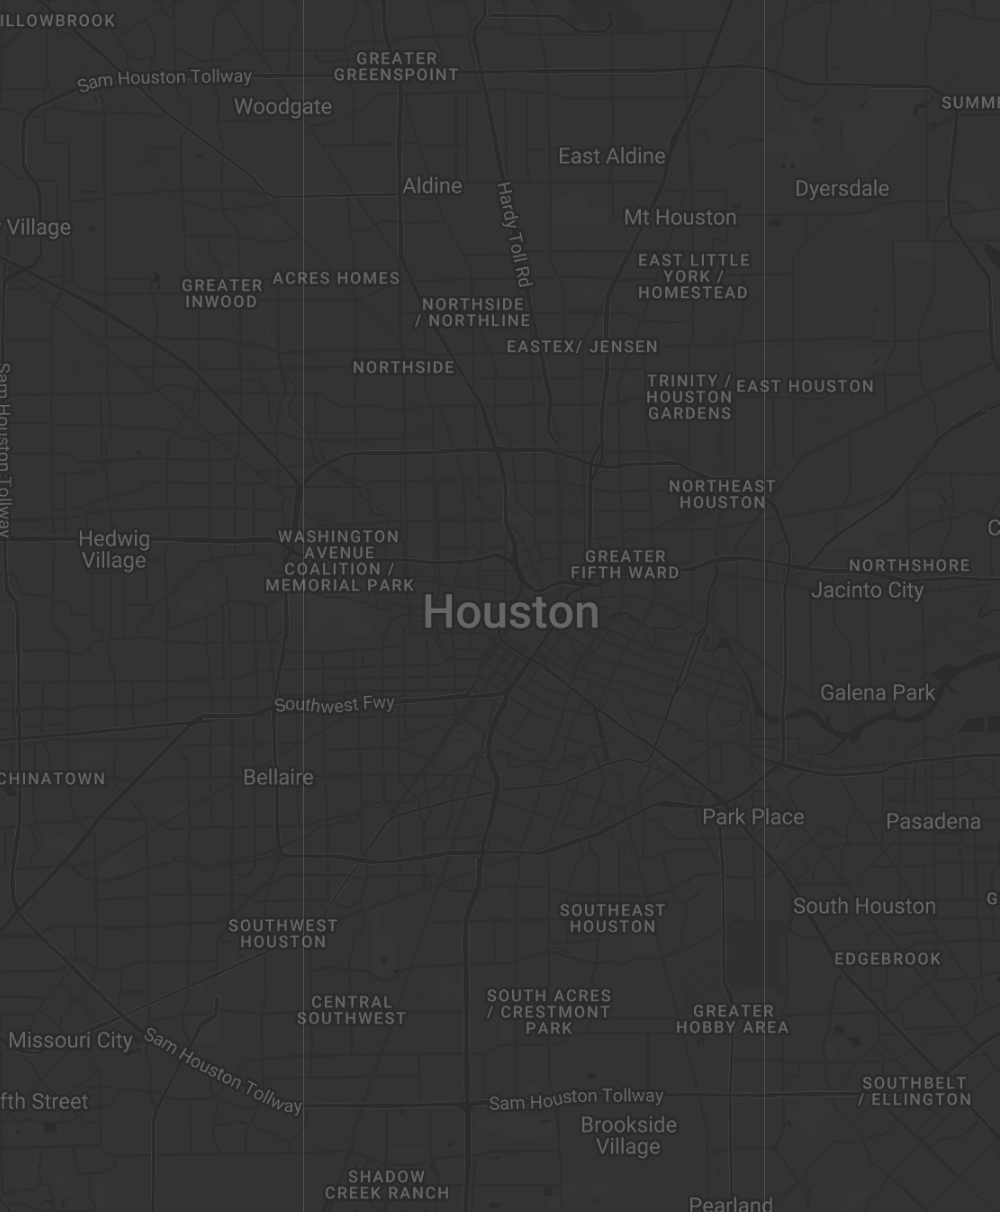 ILLOWBROOK
GREATER
GREENSPOINT
Sam Houston Tollway
Woodgate
SUMM
East Aldine
Aldine
Dyersdale
Hardy Toll Rd
Mt Houston
Village
EAST LITTLE
YORK /
HOMESTEAD
ACRES HOMES
GREATER
INWOOD
NORTHSIDE
/ NORTHLINE
EASTEX/ JENSEN
NORTHSIDE
TRINITY /
HOUSTON
GARDENS
EAST HOUSTON
Sam Houston Tollway
NORTHEAST
HOUSTON
Hedwig
Village
WASHINGTON
AVENUE
COALITION /
MEMORIAL PARK
GREATER
FIFTH WARD
C
NORTHSHORE
Jacinto City
Houston
Galena Park
Southwest Fwy
CHINATOWN
Bellaire
Park Place
Pasadena
SOUTHWEST
HOUSTON
SOUTHEAST
HOUSTON
South Houston
G
EDGEBROOK
CENTRAL
SOUTHWEST
SOUTH ACRES
/ CRESTMONT
PARK
GREATER
HOBBY AREA
Missouri City
Sam Houston Tollway
fth Street
Sam Houston Tollway
SOUTHBELT
/ ELLINGTON
Brookside
Village
SHADOW
CREEK RANCH
Pearland